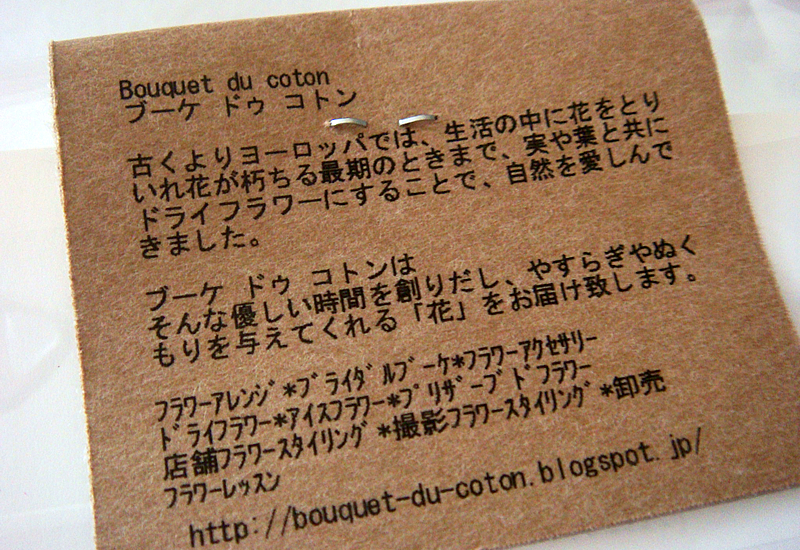 Bouquet du coton
ブーケ ドゥ コトン
古くよりヨーロッパでは、生活の中に花をとり
いれ花が朽ちる最期のときまで、実や葉と共に
ドライフラワーにすることで、自然を愛しんで
きました。
ブーケ ドゥ コトンは
そんな優しい時間を創りだし、やすらぎやぬく
もりを与えてくれる「花」をお届け致します。
フラワーアレンジ*ブライダルブーケ*フラワーアクセサリー
ドライフラワー*アイスフラワー*プリザーブドフラワー
店舗フラワースタイリング*撮影フラワースタイリング*卸売
フラワーレッスン
http://bouquet-du-coton.blogspot.jp/